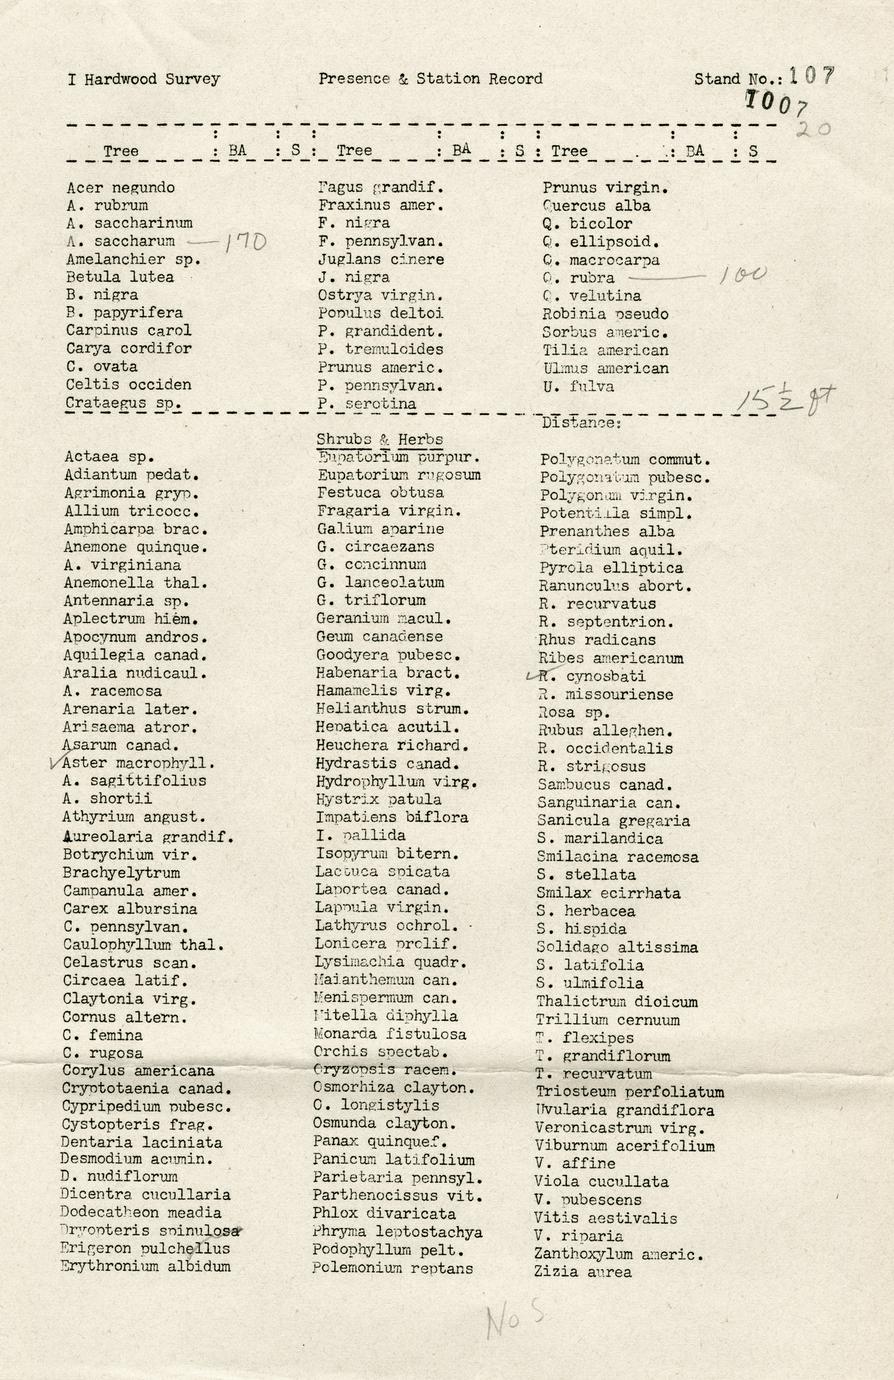 I Hardwood Survey Presence & Station Record Stand No.: 107
1007
20
Tree : BA : S : Tree : BA : S : Tree : BA : S
Acer negundo
A. rubrum
A. saccharinum
A. saccharum — 170
Amelanchier sp.
Betula lutea
B. nigra
B. papyrifera
Carpinus carol
Carya cordifor
C. ovata
Celtis occiden
Crataegus sp.
Fagus grandif.
Fraxinus amer.
F. nigra
F. pennsylvan.
Juglans cinere
J. nigra
Ostrya virgin.
Populus deltoi
P. grandident.
P. tremuloides
Prunus americ.
P. pennsylvan.
P. serotina
Prunus virgin.
Quercus alba
Q. bicolor
Q. ellipsoid.
Q. macrocarpa
Q. rubra — 100
Q. velutina
Robinia pseudo
Sorbus americ.
Tilia american
Ulmus american
U. fulva
15 1/2 ft
Distance:
Shrubs & Herbs
Actaea sp.
Adiantum pedat.
Agrimonia gryp.
Allium tricocc.
Amphicarpa brac.
Anemone quinque.
A. virginiana
Anemonella thal.
Antennaria sp.
Aplectrum hiem.
Apocynum andros.
Aquilegia canad.
Aralia nudicaul.
A. racemosa
Arenaria later.
Arisaema atror.
Asarum canad.
✓Aster macrophyll.
A. sagittifolius
A. shortii
Athyrium angust.
Aureolaria grandif.
Botrychium vir.
Brachyelytrum
Campanula amer.
Carex albursina
C. pennsylvan.
Caulophyllum thal.
Celastrus scan.
Circaea latif.
Claytonia virg.
Cornus altern.
C. femina
C. rugosa
Corylus americana
Cryptotaenia canad.
Cypripedium pubesc.
Cystopteris frag.
Dentaria laciniata
Desmodium acumin.
D. nudiflorum
Dicentra cucullaria
Dodecatheon meadia
Dryopteris spinulosa
Erigeron pulchellus
Erythronium albidum
Eupatorium purpur.
Eupatorium rugosum
Festuca obtusa
Fragaria virgin.
Galium aparine
G. circaezans
G. concinnum
G. lanceolatum
G. triflorum
Geranium macul.
Geum canadense
Goodyera pubesc.
Habenaria bract.
Hamamelis virg.
Helianthus strum.
Hepatica acutil.
Heuchera richard.
Hydrastis canad.
Hydrophyllum virg.
Hystrix patula
Impatiens biflora
I. pallida
Isopyrum bitern.
Lactuca spicata
Laportea canad.
Lappula virgin.
Lathyrus ochrol.
Lonicera prolif.
Lysimachia quadr.
Maianthemum can.
Menispermum can.
Mitella diphylla
Monarda fistulosa
Orchis spectab.
Oryzopsis racem.
Osmorhiza clayton.
O. longistylis
Osmunda clayton.
Panax quinquef.
Panicum latifolium
Parietaria pennsyl.
Parthenocissus vit.
Phlox divaricata
Phryma leptostachya
Podophyllum pelt.
Polemonium reptans
Polygonatum commut.
Polygonatum pubesc.
Polygonum virgin.
Potentilla simpl.
Prenanthes alba
Pteridium aquil.
Pyrola elliptica
Ranunculus abort.
R. recurvatus
R. septentrion.
Rhus radicans
Ribes americanum
✓R. cynosbati
R. missouriense
Rosa sp.
Rubus alleghen.
R. occidentalis
R. strigosus
Sambucus canad.
Sanguinaria can.
Sanicula gregaria
S. marilandica
Smilacina racemosa
S. stellata
Smilax ecirrhata
S. herbacea
S. hispida
Solidago altissima
S. latifolia
S. ulmifolia
Thalictrum dioicum
Trillium cernuum
T. flexipes
T. grandiflorum
T. recurvatum
Triosteum perfoliatum
Uvularia grandiflora
Veronicastrum virg.
Viburnum acerifolium
V. affine
Viola cucullata
V. pubescens
Vitis aestivalis
V. riparia
Zanthoxylum americ.
Zizia aurea
No S